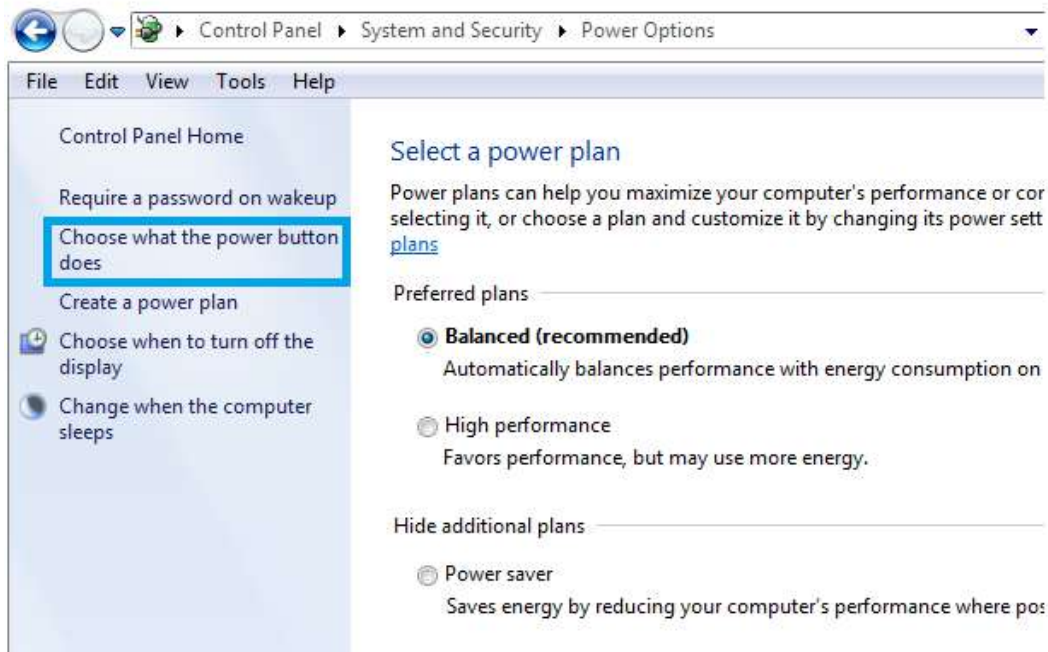 Control Panel ▸ System and Security ▸ Power Options
File Edit View Tools Help
Control Panel Home
Require a password on wakeup
Choose what the power button
does
Create a power plan
Choose when to turn off the
display
Change when the computer
sleeps
Select a power plan
Power plans can help you maximize your computer's performance or cor
selecting it, or choose a plan and customize it by changing its power sett
plans
Preferred plans
Balanced (recommended)
Automatically balances performance with energy consumption on
High performance
Favors performance, but may use more energy.
Hide additional plans
Power saver
Saves energy by reducing your computer's performance where pos